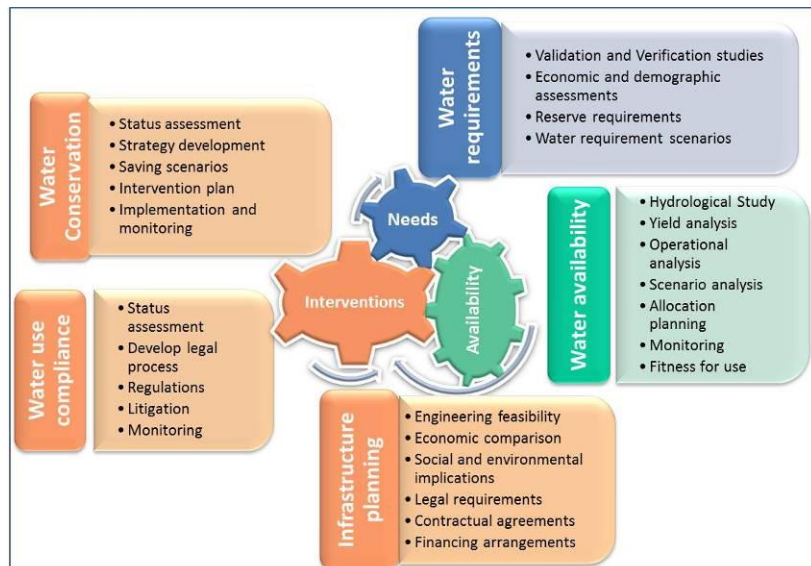 Water
requirements
• Validation and Verification studies
• Economic and demographic
assessments
• Reserve requirements
• Water requirement scenarios
Water
Conservation
• Status assessment
• Strategy development
• Saving scenarios
• Intervention plan
• Implementation and
monitoring
Needs
Interventions
Availability
Water availability
• Hydrological Study
• Yield analysis
• Operational
analysis
• Scenario analysis
• Allocation
planning
• Monitoring
• Fitness for use
Water use
compliance
• Status
assessment
• Develop legal
process
• Regulations
• Litigation
• Monitoring
Infrastructure
planning
• Engineering feasibility
• Economic comparison
• Social and environmental
implications
• Legal requirements
• Contractual agreements
• Financing arrangements